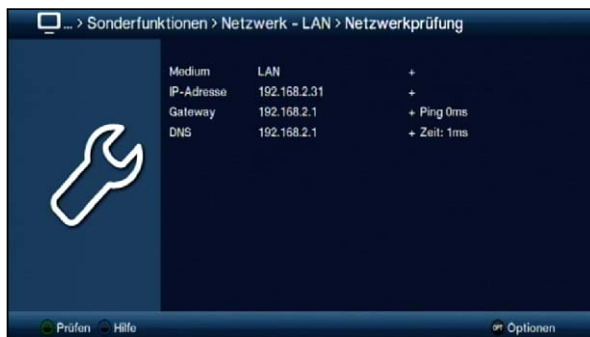 ... > Sonderfunktionen > Netzwerk - LAN > Netzwerkprüfung
Medium LAN +
IP-Adresse 192.168.2.31 +
Gateway 192.168.2.1 + Ping 0ms
DNS 192.168.2.1 + Zeit: 1ms
Prüfen Hilfe OPT Optionen